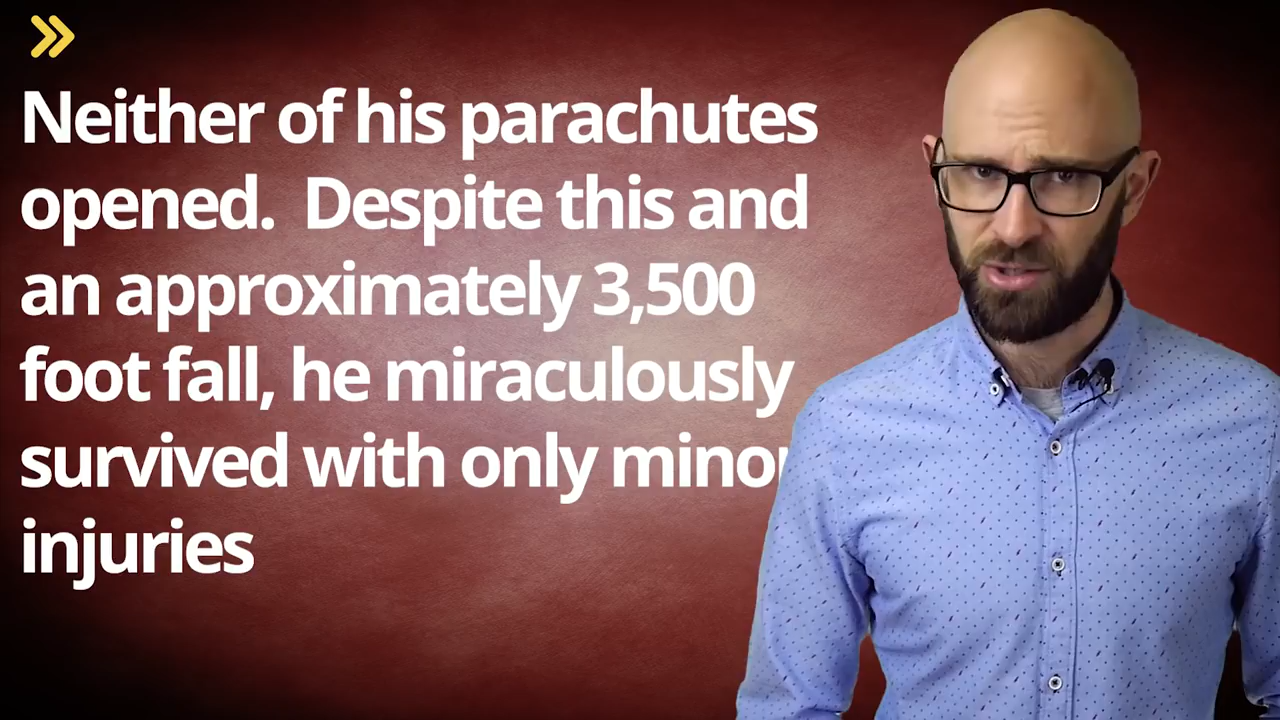 Neither of his parachutes
opened.  Despite this and
an approximately 3,500
foot fall, he miraculously
survived with only minor
injuries